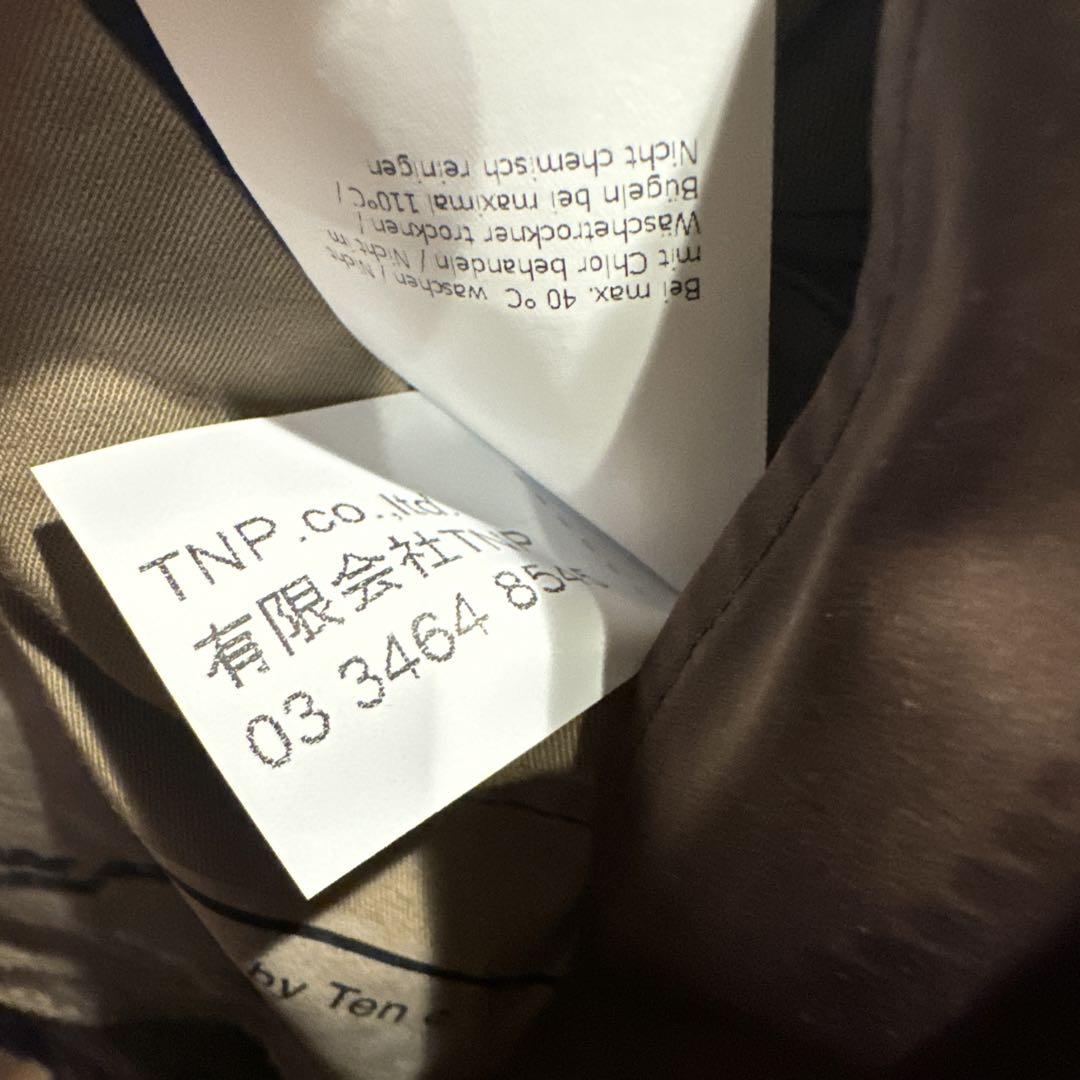 Bei max. 40 °C waschen / Nicht
mit Chlor behandeln / Nicht im
Wäschetrockner trocknen /
Bügeln bei maximal 110°C /
Nicht chemisch reinigen
TNP.co.,ltd.
有限会社TNP
03 3464 854
by Ten c